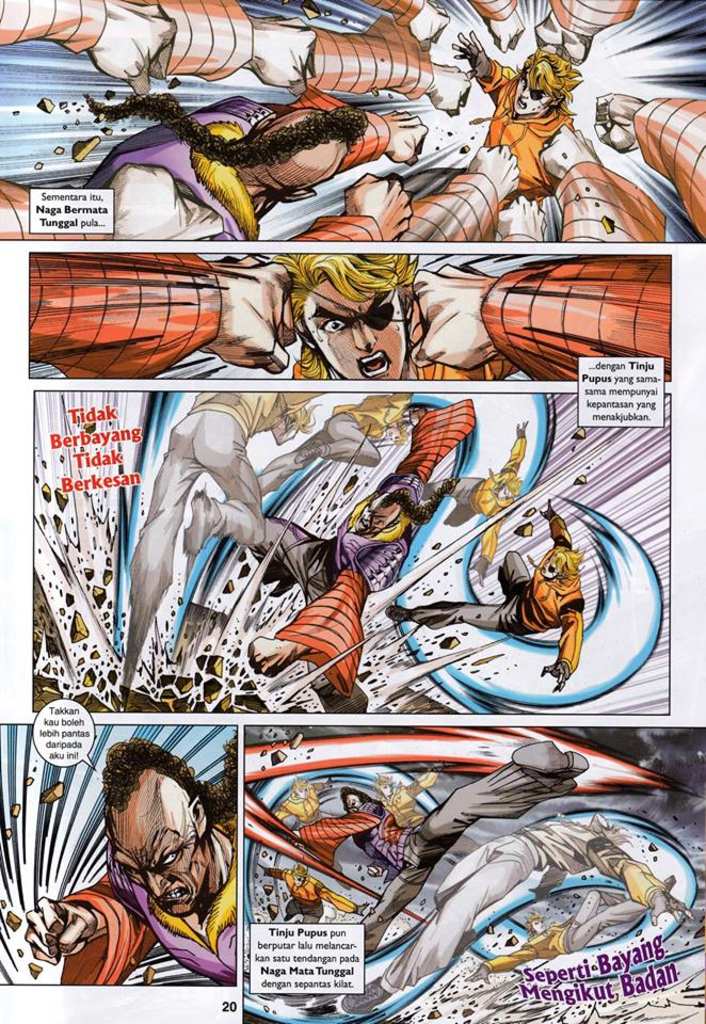 Sementara itu,
Naga Bermata
Tunggal pula...
...dengan Tinju
Pupus yang sama-
sama mempunyai
kepantasan yang
menakjubkan.
Tidak
Berbayang
Tidak
Berkesan
Takkan
kau boleh
lebih pantas
daripada
aku ini!
Tinju Pupus pun
berputar melancar-
kan satu tendangan pada
Naga Mata Tunggal
dengan sepantas kilat.
Seperti Bayang
Mengikut Badan
20